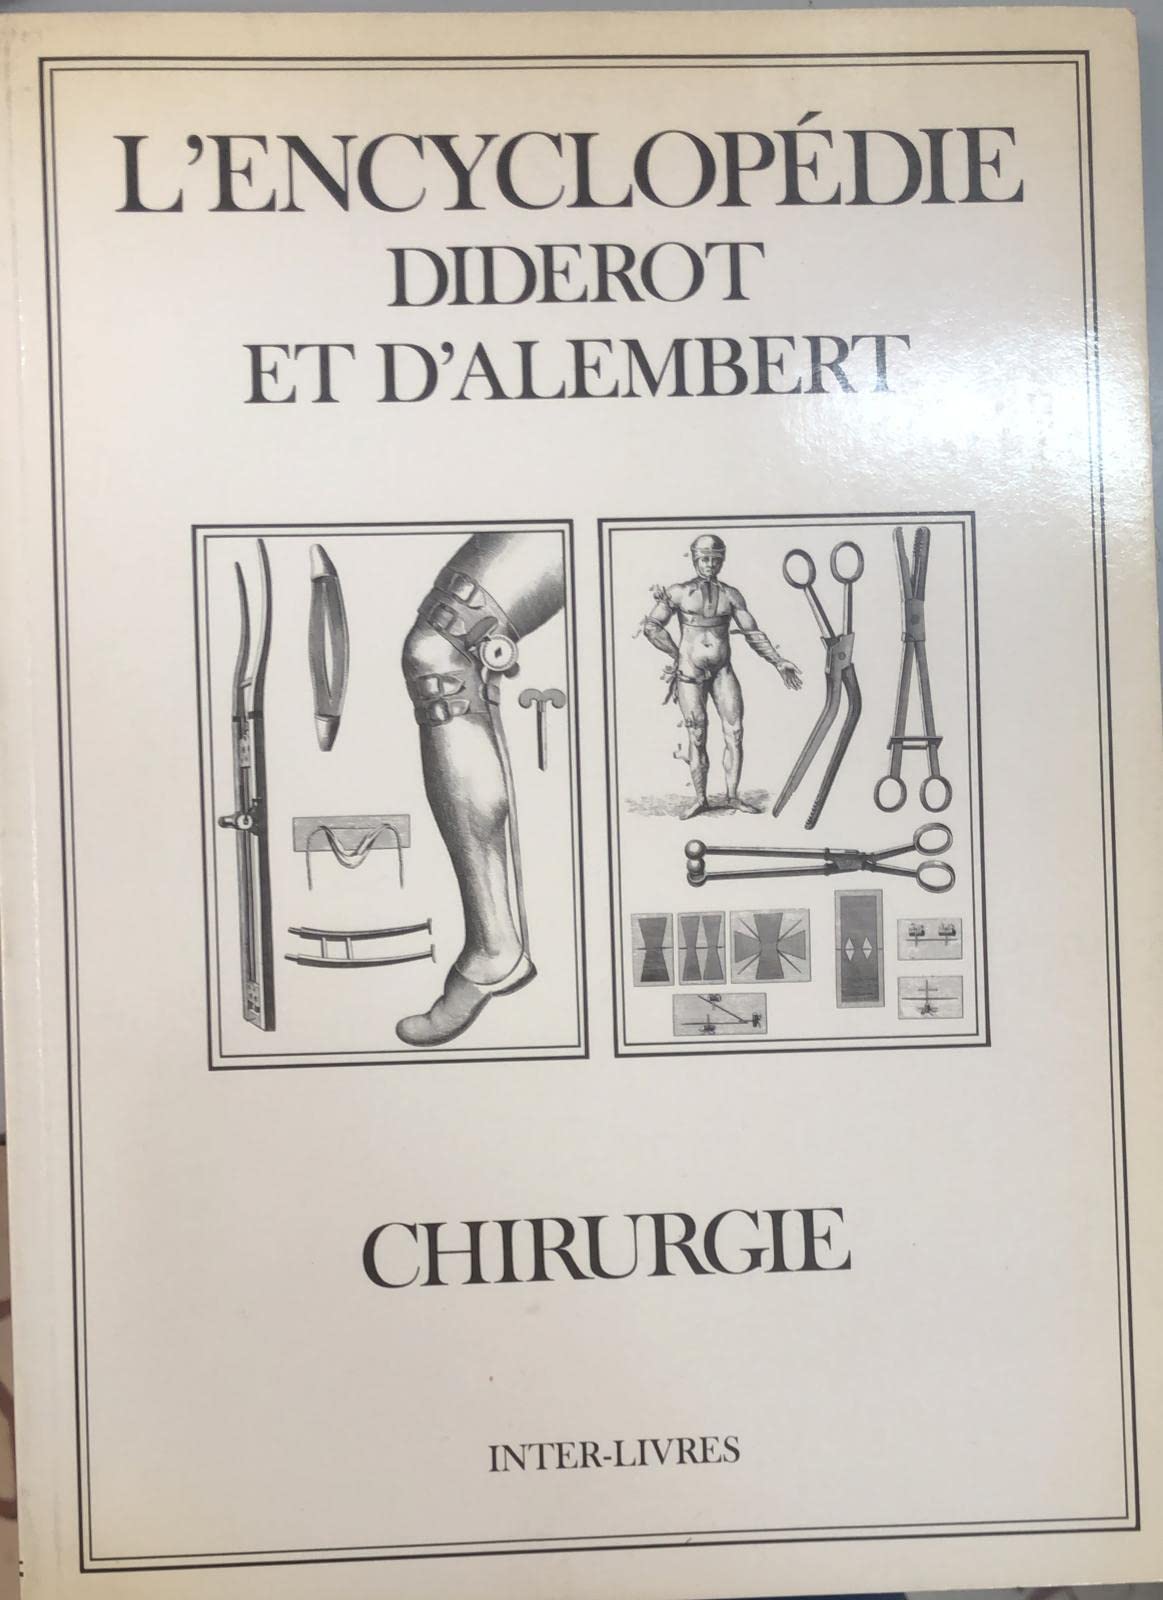 L'ENCYCLOPÉDIE
DIDEROT
ET D'ALEMBERT
CHIRURGIE
INTER-LIVRES